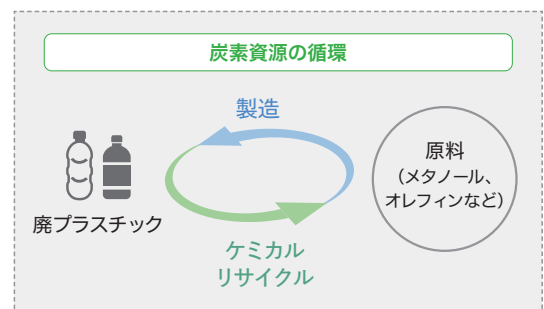 炭素資源の循環
製造
廃プラスチック
原料
（メタノール、
オレフィンなど）
ケミカル
リサイクル